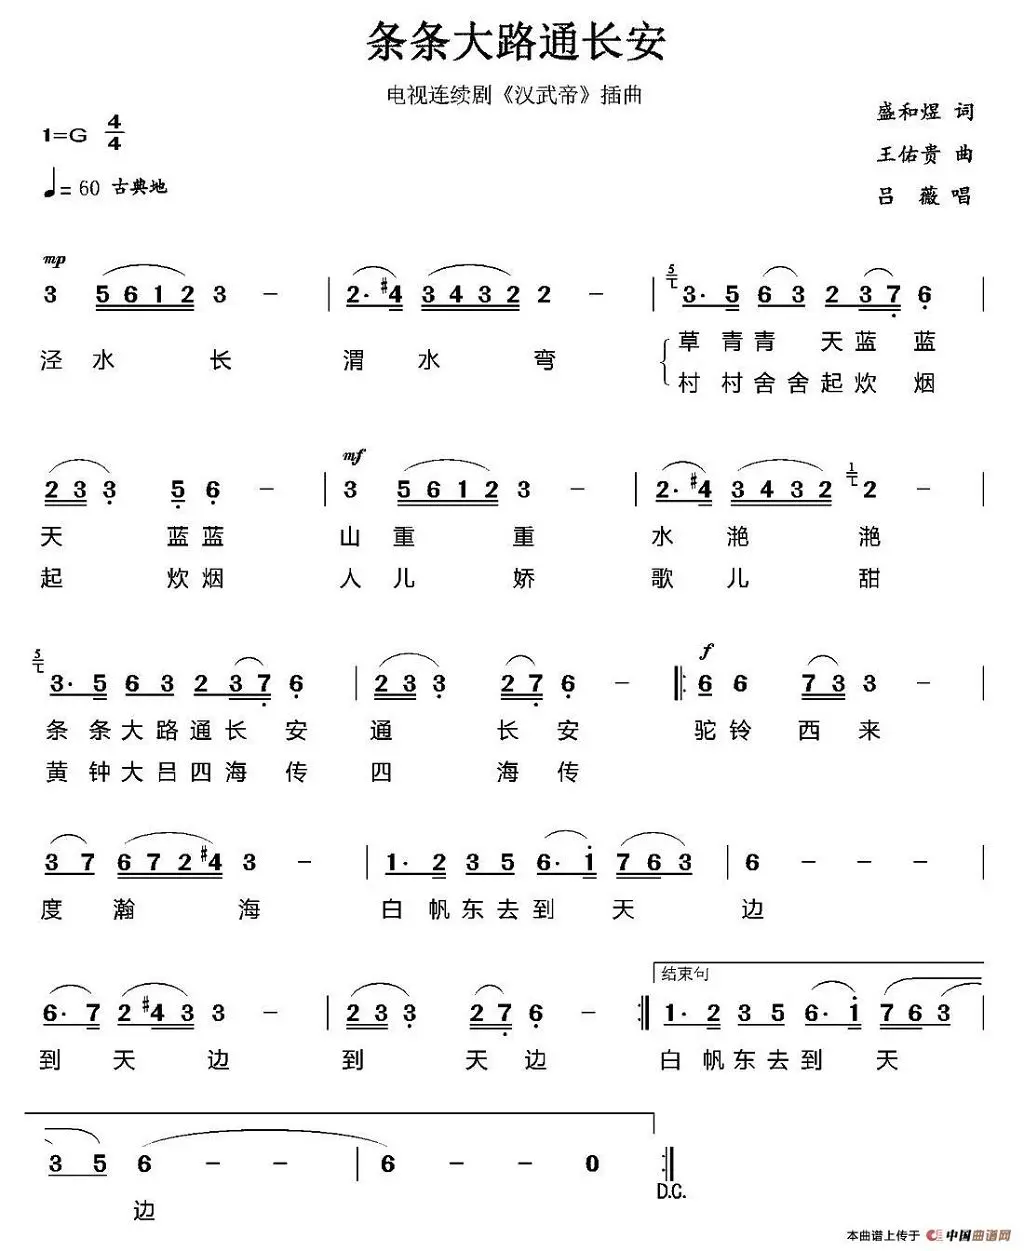 条条大路通长安
电视连续剧《汉武帝》插曲
盛和煜 词
1=G 4/4
王佑贵 曲
♩= 60 古典地
吕 薇 唱
mp
3 5 6 1 2 3 – | 2· #4 3 4 3 2 2 – | 5 3· 5 6 3 2 3 7 6 |
泾 水 长 渭 水 弯 草 青 青 天 蓝 蓝
村 村 舍 舍 起 炊 烟
mf
2 3 3 5 6 – | 3 5 6 1 2 3 – | 2· #4 3 4 3 2 1 2 – |
天 蓝 蓝 山 重 重 水 滟 滟
起 炊 烟 人 儿 娇 歌 儿 甜
f
5 3· 5 6 3 2 3 7 6 | 2 3 3 2 7 6 – |: 6 6 7 3 3 – |
条 条 大 路 通 长 安 通 长 安 驼 铃 西 来
黄 钟 大 吕 四 海 传 四 海 传
3 7 6 7 2 #4 3 – | 1· 2 3 5 6· 1 7 6 3 | 6 – – – |
度 瀚 海 白 帆 东 去 到 天 边
结束句
6· 7 2 #4 3 3 – | 2 3 3 2 7 6 – :| 1· 2 3 5 6· 1 7 6 3 |
到 天 边 到 天 边 白 帆 东 去 到 天
3 5 6 – – | 6 – – 0 :|
D.C.
边
本曲谱上传于 中国曲谱网